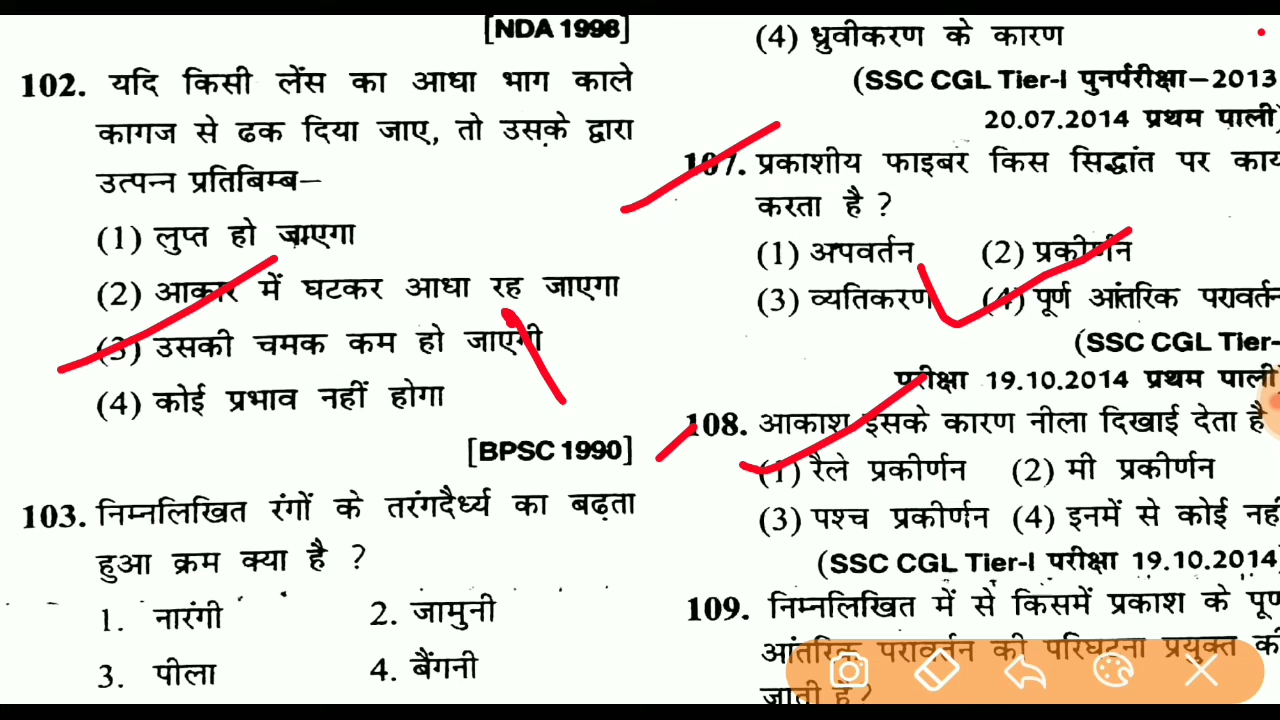 [NDA 1998]
102. यदि किसी लेंस का आधा भाग काले
कागज से ढक दिया जाए, तो उसके द्वारा
उत्पन्न प्रतिबिम्ब–
(1) लुप्त हो जाएगा
(2) आकार में घटकर आधा रह जाएगा
(3) उसकी चमक कम हो जाएगी
(4) कोई प्रभाव नहीं होगा
[BPSC 1990]
103. निम्नलिखित रंगों के तरंगदैर्ध्य का बढ़ता
हुआ क्रम क्या है ?
1. नारंगी 2. जामुनी
3. पीला 4. बैंगनी
(4) ध्रुवीकरण के कारण
(SSC CGL Tier-I पुनर्परीक्षा–2013
20.07.2014 प्रथम पाली)
107. प्रकाशीय फाइबर किस सिद्धांत पर कार्य
करता है ?
(1) अपवर्तन (2) प्रकीर्णन
(3) व्यतिकरण (4) पूर्ण आंतरिक परावर्तन
(SSC CGL Tier-
परीक्षा 19.10.2014 प्रथम पाली)
108. आकाश इसके कारण नीला दिखाई देता है
(1) रैले प्रकीर्णन (2) मी प्रकीर्णन
(3) पश्च प्रकीर्णन (4) इनमें से कोई नहीं
(SSC CGL Tier-I परीक्षा 19.10.2014)
109. निम्नलिखित में से किसमें प्रकाश के पूर्ण
आंतरिक परावर्तन की परिघटना प्रयुक्त की
जाती है ?